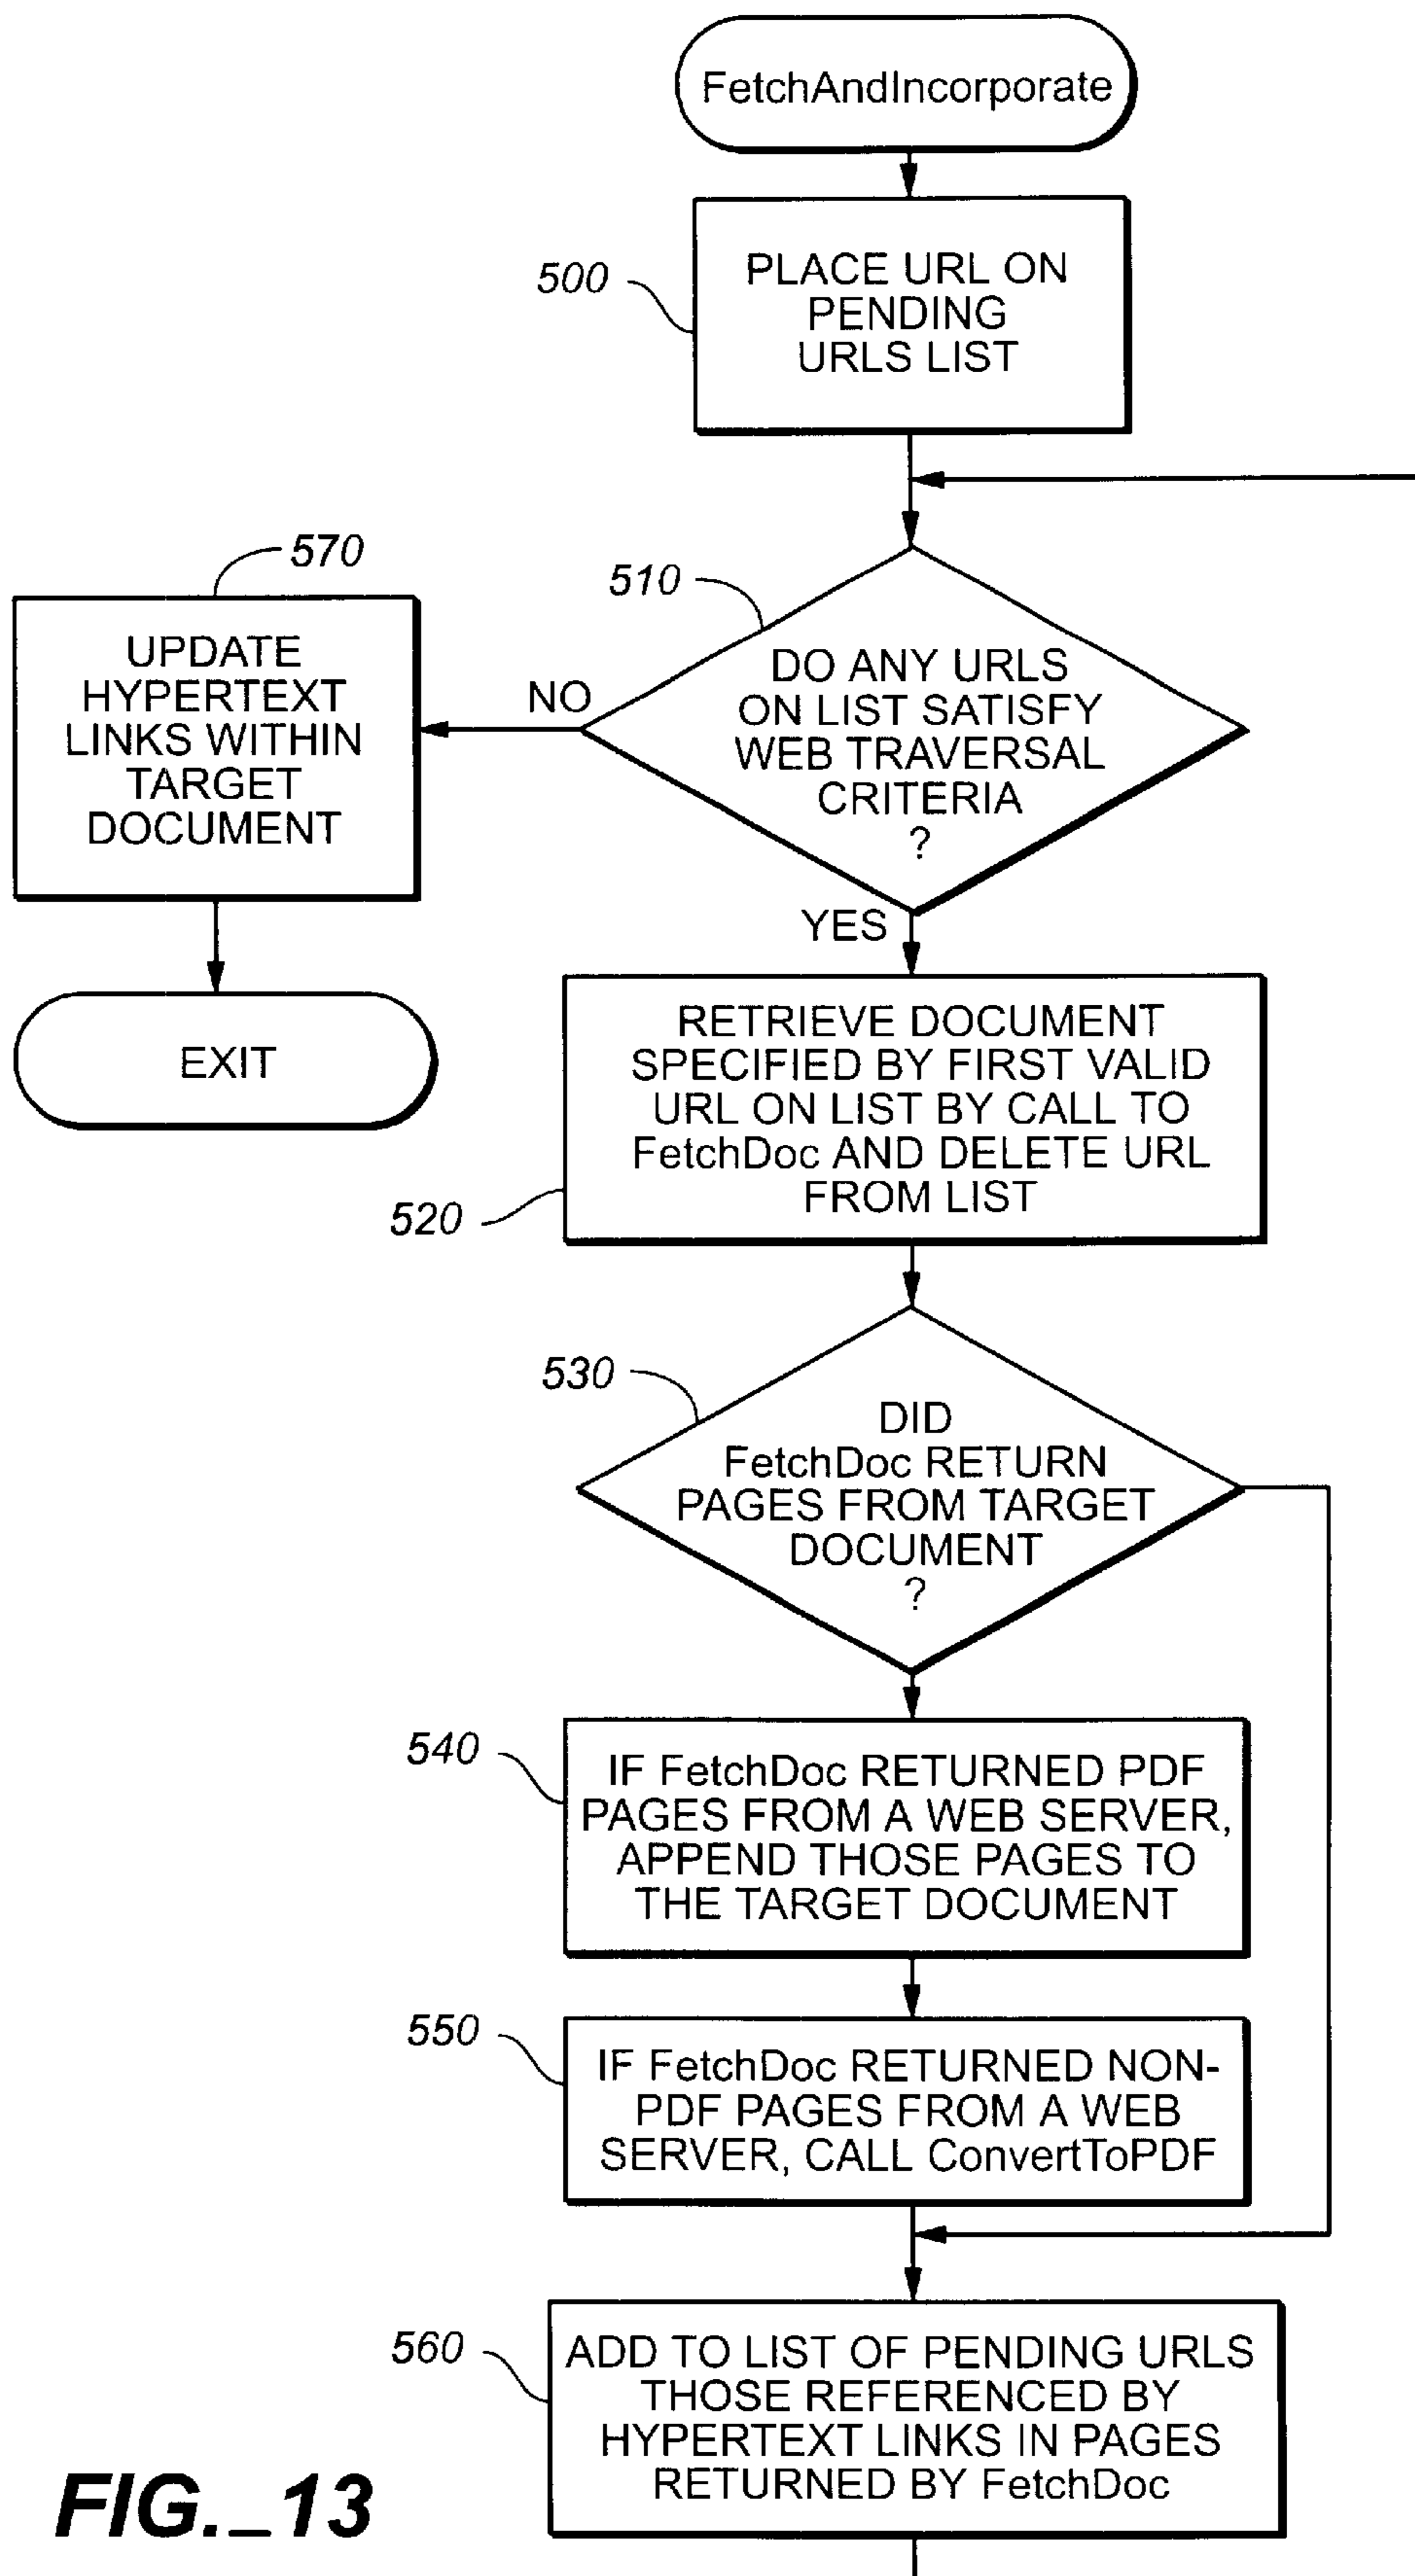 FetchAndIncorporate
500
PLACE URL ON
PENDING
URLS LIST
570
UPDATE
HYPERTEXT
LINKS WITHIN
TARGET
DOCUMENT
EXIT
510
NO
DO ANY URLS
ON LIST SATISFY
WEB TRAVERSAL
CRITERIA
?
YES
RETRIEVE DOCUMENT
SPECIFIED BY FIRST VALID
URL ON LIST BY CALL TO
FetchDoc AND DELETE URL
FROM LIST
520
530
DID
FetchDoc RETURN
PAGES FROM TARGET
DOCUMENT
?
540
IF FetchDoc RETURNED PDF
PAGES FROM A WEB SERVER,
APPEND THOSE PAGES TO
THE TARGET DOCUMENT
550
IF FetchDoc RETURNED NON-
PDF PAGES FROM A WEB
SERVER, CALL ConvertToPDF
560
ADD TO LIST OF PENDING URLS
THOSE REFERENCED BY
HYPERTEXT LINKS IN PAGES
RETURNED BY FetchDoc
FIG._13